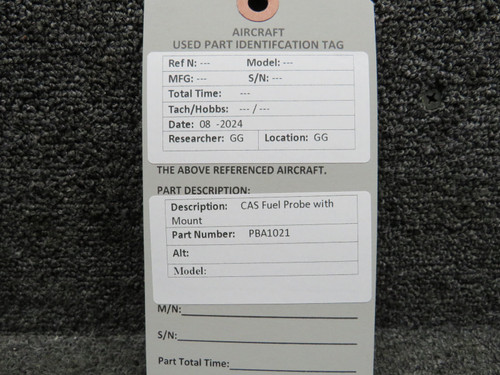 AIRCRAFT
USED PART IDENTIFCATION TAG
Ref N: --- Model: ---
MFG: --- S/N: ---
Total Time: ---
Tach/Hobbs: --- / ---
Date: 08 -2024
Researcher: GG Location: GG
THE ABOVE REFERENCED AIRCRAFT.
PART DESCRIPTION:
Description: CAS Fuel Probe with
Mount
Part Number: PBA1021
Alt:
Model:
M/N:
S/N:
Part Total Time: